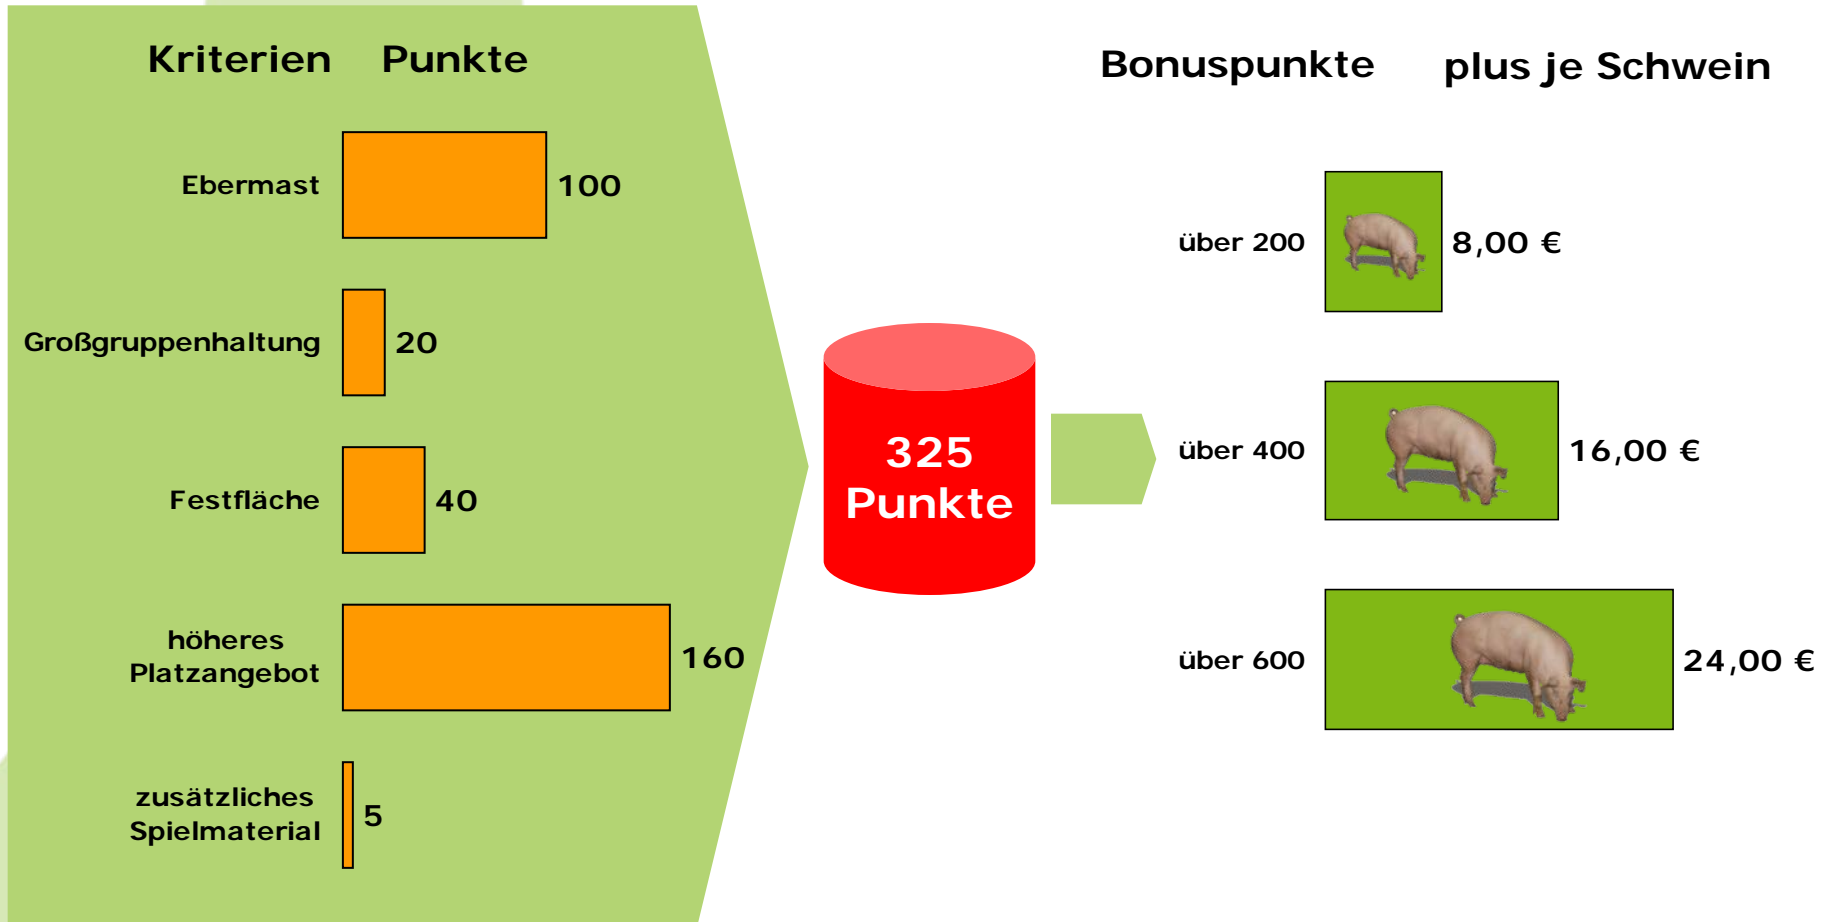 Kriterien Punkte
Ebermast 100
Großgruppenhaltung 20
Festfläche 40
höheres
Platzangebot 160
zusätzliches
Spielmaterial 5
325
Punkte
Bonuspunkte plus je Schwein
über 200 8,00 €
über 400 16,00 €
über 600 24,00 €